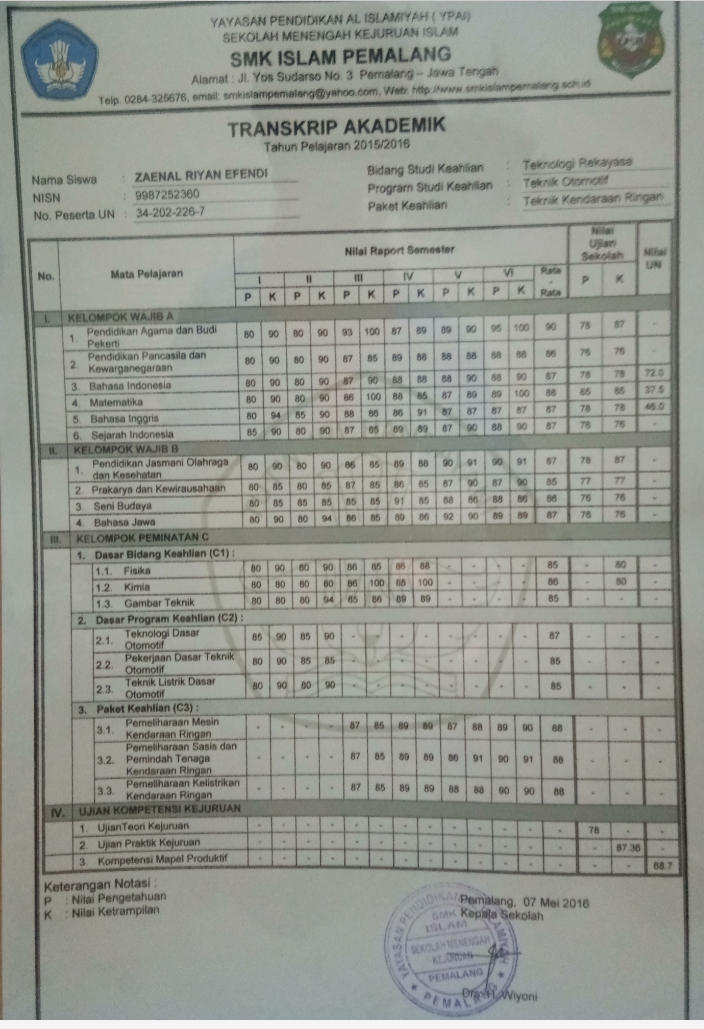 YAYASAN PENDIDIKAN AL ISLAMIYAH ( YPAI)
SEKOLAH MENENGAH KEJURUAN ISLAM
SMK ISLAM PEMALANG
Alamat : Jl. Yos Sudarso No. 3 Pemalang – Jawa Tengah
Telp. 0284-325676, email: smkislampemalang@yahoo.com, Web: http://www.smkislampemalang.sch.id
TRANSKRIP AKADEMIK
Tahun Pelajaran 2015/2016
Nama Siswa : ZAENAL RIYAN EFENDI
NISN : 9987252360
No. Peserta UN : 34-202-226-7
Bidang Studi Keahlian : Teknologi Rekayasa
Program Studi Keahlian : Teknik Otomotif
Paket Keahlian : Teknik Kendaraan Ringan
No. Mata Pelajaran Nilai Raport Semester Nilai Ujian Sekolah Nilai UN
I II III IV V VI Rata - Rata P K
P K P K P K P K P K P K
I. KELOMPOK WAJIB A
1. Pendidikan Agama dan Budi Pekerti 80 90 80 90 93 100 87 89 89 90 95 100 90 78 87 -
2. Pendidikan Pancasila dan Kewarganegaraan 80 90 80 90 87 85 89 88 88 88 88 88 86 76 76 -
3. Bahasa Indonesia 80 90 80 90 87 90 88 88 88 90 88 90 87 78 78 72.0
4. Matematika 80 90 80 90 86 100 88 85 87 89 89 100 88 85 85 37.5
5. Bahasa Inggris 80 94 85 90 88 86 86 91 87 87 87 87 87 78 78 46.0
6. Sejarah Indonesia 85 90 80 90 87 85 89 89 87 90 88 90 87 76 76 -
II. KELOMPOK WAJIB B
1. Pendidikan Jasmani Olahraga dan Kesehatan 80 90 80 90 86 85 89 88 90 91 90 91 87 78 87 -
2. Prakarya dan Kewirausahaan 80 85 80 85 87 85 86 85 87 90 87 90 85 77 77 -
3. Seni Budaya 85 85 85 85 85 85 91 85 88 86 88 86 86 76 76 -
4. Bahasa Jawa 80 90 80 94 86 85 89 86 92 90 89 89 87 76 76 -
III. KELOMPOK PEMINATAN C
1. Dasar Bidang Keahlian (C1) :
1.1. Fisika 80 90 80 90 86 85 86 88 - - - - 85 - 80 -
1.2. Kimia 80 80 80 80 86 100 86 100 - - - - 86 - 80 -
1.3. Gambar Teknik 80 80 80 94 85 86 89 89 - - - - 85 - - -
2. Dasar Program Keahlian (C2) :
2.1. Teknologi Dasar Otomotif 85 90 85 90 - - - - - - - - 87 - - -
2.2. Pekerjaan Dasar Teknik Otomotif 80 90 85 85 - - - - - - - - 85 - - -
2.3. Teknik Listrik Dasar Otomotif 80 90 80 90 - - - - - - - - 85 - - -
3. Paket Keahlian (C3) :
3.1. Pemeliharaan Mesin Kendaraan Ringan - - - - 87 85 89 89 87 88 89 90 88 - - -
3.2. Pemeliharaan Sasis dan Pemindah Tenaga Kendaraan Ringan - - - - 87 85 89 89 86 91 90 91 88 - - -
3.3. Pemeliharaan Kelistrikan Kendaraan Ringan - - - - 87 85 89 89 88 88 90 90 88 - - -
IV. UJIAN KOMPETENSI KEJURUAN
1. UjianTeori Kejuruan - - - - - - - - - - - - - 78 - -
2. Ujian Praktik Kejuruan - - - - - - - - - - - - - - 87.36 -
3. Kompetensi Mapel Produktif - - - - - - - - - - - - - - - 68.7
Keterangan Notasi :
P : Nilai Pengetahuan
K : Nilai Ketrampilan
Pemalang, 07 Mei 2016
Kepala Sekolah
YAYASAN PENDIDIKAN AL ISLAMIYAH
SMK
ISLAM
SEKOLAH MENENGAH
KEJURUAN
PEMALANG
PEMALANG
Wiyoni